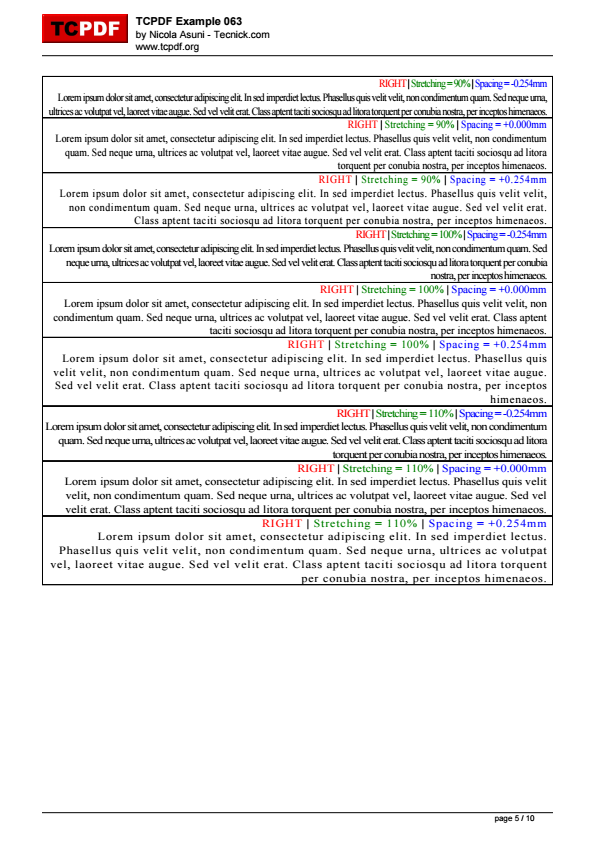 TCPDF
TCPDF Example 063
by Nicola Asuni - Tecnick.com
www.tcpdf.org
RIGHT | Stretching = 90% | Spacing = -0.254mm
Lorem ipsum dolor sit amet, consectetur adipiscing elit. In sed imperdiet lectus. Phasellus quis velit velit, non condimentum quam. Sed neque urna,
ultrices ac volutpat vel, laoreet vitae augue. Sed vel velit erat. Class aptent taciti sociosqu ad litora torquent per conubia nostra, per inceptos himenaeos.
RIGHT | Stretching = 90% | Spacing = +0.000mm
Lorem ipsum dolor sit amet, consectetur adipiscing elit. In sed imperdiet lectus. Phasellus quis velit velit, non condimentum
quam. Sed neque urna, ultrices ac volutpat vel, laoreet vitae augue. Sed vel velit erat. Class aptent taciti sociosqu ad litora
torquent per conubia nostra, per inceptos himenaeos.
RIGHT | Stretching = 90% | Spacing = +0.254mm
Lorem ipsum dolor sit amet, consectetur adipiscing elit. In sed imperdiet lectus. Phasellus quis velit velit,
non condimentum quam. Sed neque urna, ultrices ac volutpat vel, laoreet vitae augue. Sed vel velit erat.
Class aptent taciti sociosqu ad litora torquent per conubia nostra, per inceptos himenaeos.
RIGHT | Stretching = 100% | Spacing = -0.254mm
Lorem ipsum dolor sit amet, consectetur adipiscing elit. In sed imperdiet lectus. Phasellus quis velit velit, non condimentum quam. Sed
neque urna, ultrices ac volutpat vel, laoreet vitae augue. Sed vel velit erat. Class aptent taciti sociosqu ad litora torquent per conubia
nostra, per inceptos himenaeos.
RIGHT | Stretching = 100% | Spacing = +0.000mm
Lorem ipsum dolor sit amet, consectetur adipiscing elit. In sed imperdiet lectus. Phasellus quis velit velit, non
condimentum quam. Sed neque urna, ultrices ac volutpat vel, laoreet vitae augue. Sed vel velit erat. Class aptent
taciti sociosqu ad litora torquent per conubia nostra, per inceptos himenaeos.
RIGHT | Stretching = 100% | Spacing = +0.254mm
Lorem ipsum dolor sit amet, consectetur adipiscing elit. In sed imperdiet lectus. Phasellus quis
velit velit, non condimentum quam. Sed neque urna, ultrices ac volutpat vel, laoreet vitae augue.
Sed vel velit erat. Class aptent taciti sociosqu ad litora torquent per conubia nostra, per inceptos
himenaeos.
RIGHT | Stretching = 110% | Spacing = -0.254mm
Lorem ipsum dolor sit amet, consectetur adipiscing elit. In sed imperdiet lectus. Phasellus quis velit velit, non condimentum
quam. Sed neque urna, ultrices ac volutpat vel, laoreet vitae augue. Sed vel velit erat. Class aptent taciti sociosqu ad litora
torquent per conubia nostra, per inceptos himenaeos.
RIGHT | Stretching = 110% | Spacing = +0.000mm
Lorem ipsum dolor sit amet, consectetur adipiscing elit. In sed imperdiet lectus. Phasellus quis velit
velit, non condimentum quam. Sed neque urna, ultrices ac volutpat vel, laoreet vitae augue. Sed vel
velit erat. Class aptent taciti sociosqu ad litora torquent per conubia nostra, per inceptos himenaeos.
RIGHT | Stretching = 110% | Spacing = +0.254mm
Lorem ipsum dolor sit amet, consectetur adipiscing elit. In sed imperdiet lectus.
Phasellus quis velit velit, non condimentum quam. Sed neque urna, ultrices ac volutpat
vel, laoreet vitae augue. Sed vel velit erat. Class aptent taciti sociosqu ad litora torquent
per conubia nostra, per inceptos himenaeos.
page 5 / 10